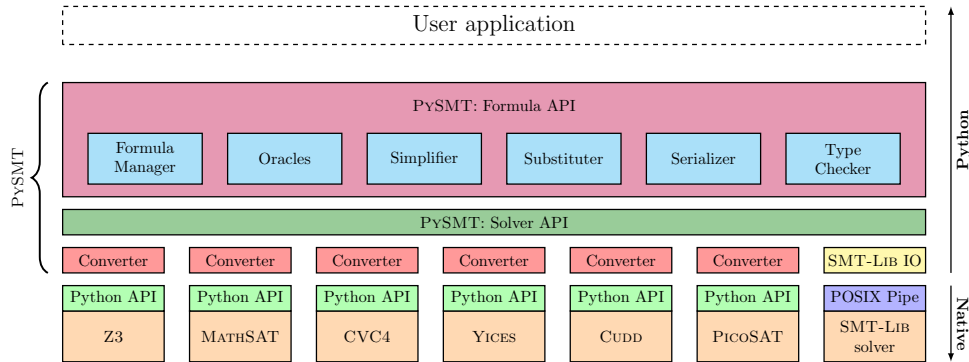 User application
PYSMT: Formula API
Formula
Manager
Oracles
Simplifier
Substituter
Serializer
Type
Checker
PYSMT
PYSMT: Solver API
Converter
Converter
Converter
Converter
Converter
Converter
SMT-LIB IO
Python API
Python API
Python API
Python API
Python API
Python API
POSIX Pipe
Z3
MATHSAT
CVC4
YICES
CUDD
PICOSAT
SMT-LIB
solver
Python
Native